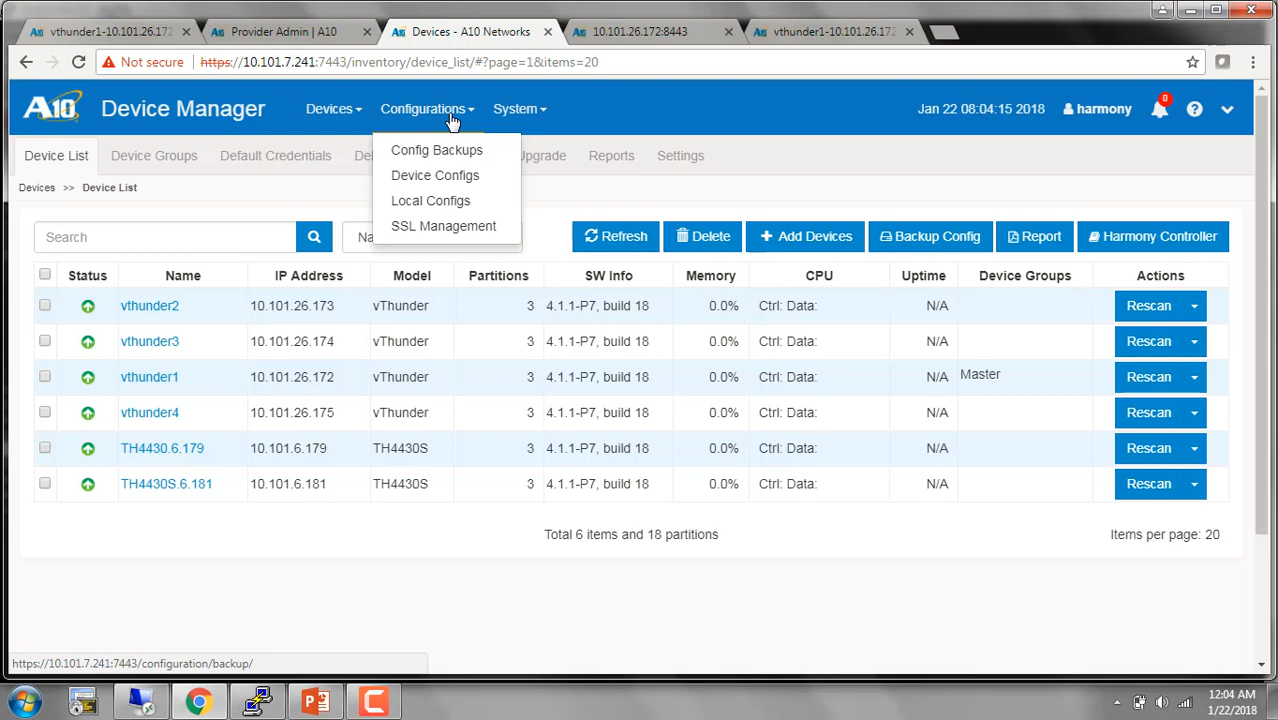 vthunder1-10.101.26.172
Provider Admin | A10
Devices - A10 Networks
10.101.26.172:8443
vthunder1-10.101.26.172
Not secure https://10.101.7.241:7443/inventory/device_list/#?page=1&items=20
A10 Device Manager Devices Configurations System Jan 22 08:04:15 2018 harmony 0
Config Backups
Device Configs
Local Configs
SSL Management
Device List Device Groups Default Credentials Upgrade Reports Settings
Devices >> Device List
Search Refresh Delete Add Devices Backup Config Report Harmony Controller
Status Name IP Address Model Partitions SW Info Memory CPU Uptime Device Groups Actions
vthunder2 10.101.26.173 vThunder 3 4.1.1-P7, build 18 0.0% Ctrl: Data: N/A Rescan
vthunder3 10.101.26.174 vThunder 3 4.1.1-P7, build 18 0.0% Ctrl: Data: N/A Rescan
vthunder1 10.101.26.172 vThunder 3 4.1.1-P7, build 18 0.0% Ctrl: Data: N/A Master Rescan
vthunder4 10.101.26.175 vThunder 3 4.1.1-P7, build 18 0.0% Ctrl: Data: N/A Rescan
TH4430.6.179 10.101.6.179 TH4430S 3 4.1.1-P7, build 18 0.0% Ctrl: Data: N/A Rescan
TH4430S.6.181 10.101.6.181 TH4430S 3 4.1.1-P7, build 18 0.0% Ctrl: Data: N/A Rescan
Total 6 items and 18 partitions Items per page: 20
https://10.101.7.241:7443/configuration/backup/
12:04 AM
1/22/2018